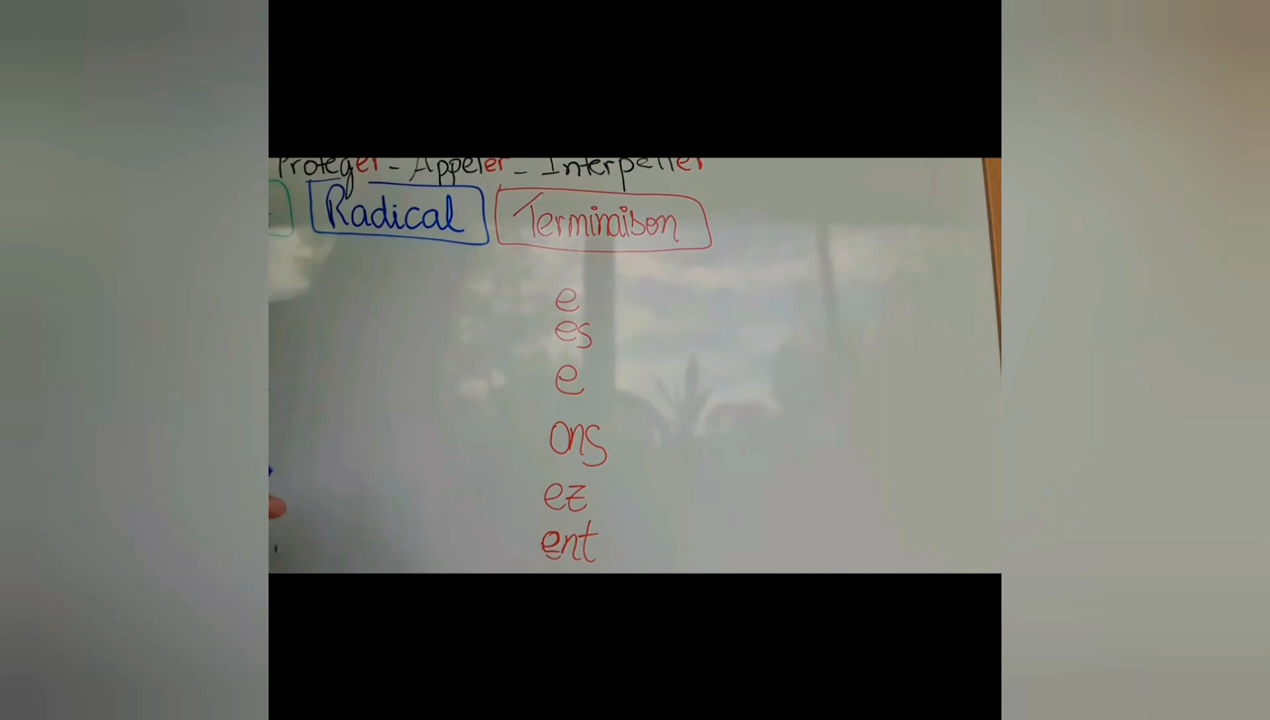 Protéger - Appeler - Interpeller
Radical Terminaison
e
es
e
ons
ez
ent